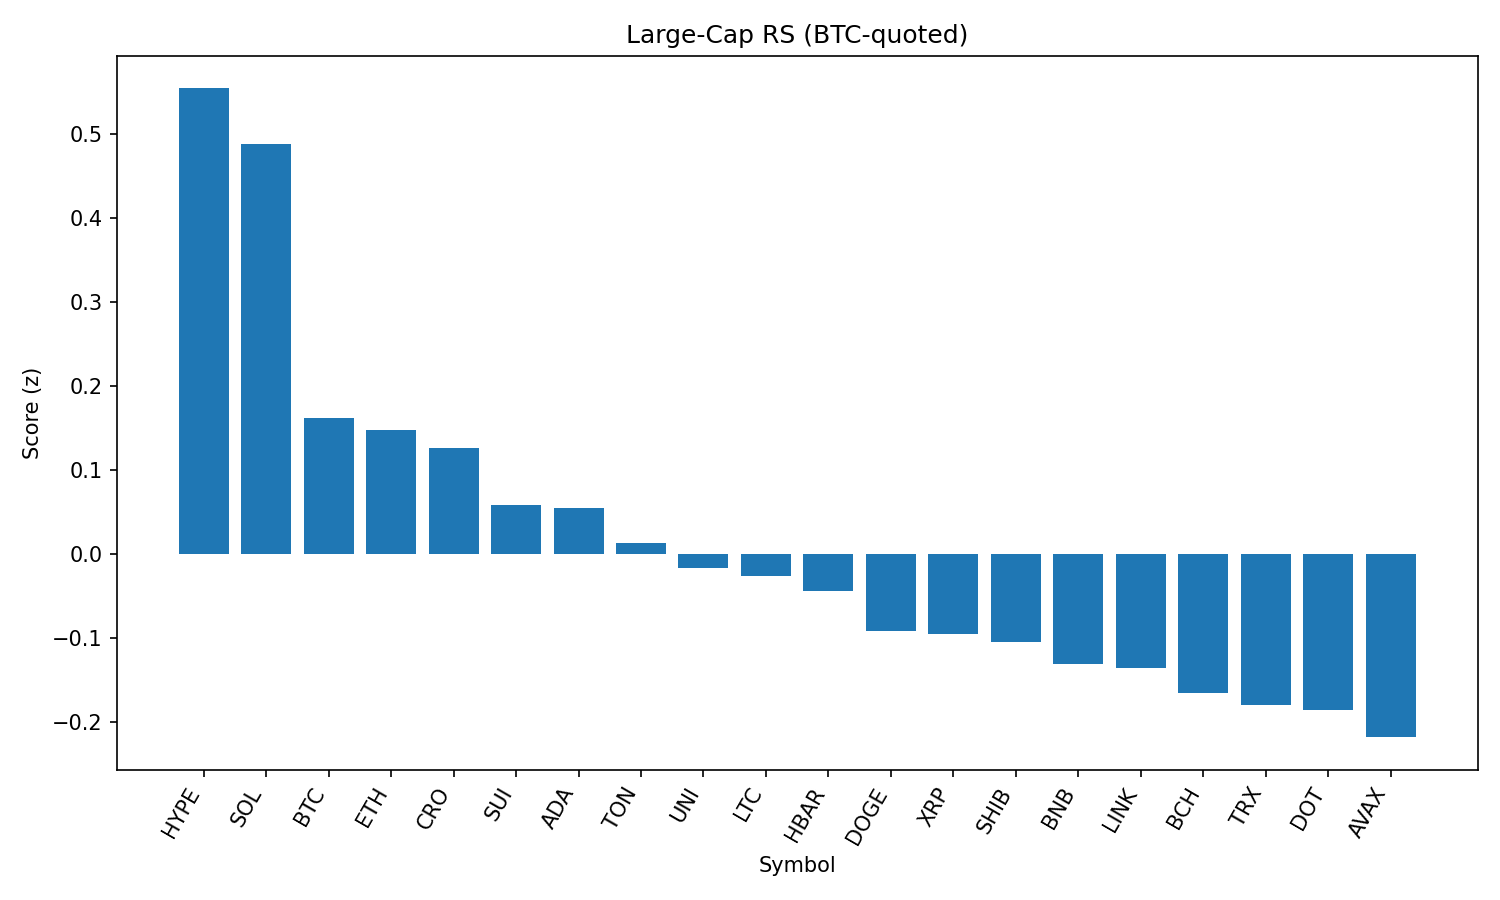 Large-Cap RS (BTC-quoted)
Score (z)
0.5
0.4
0.3
0.2
0.1
0.0
−0.1
−0.2
HYPE
SOL
BTC
ETH
CRO
SUI
ADA
TON
UNI
LTC
HBAR
DOGE
XRP
SHIB
BNB
LINK
BCH
TRX
DOT
AVAX
Symbol